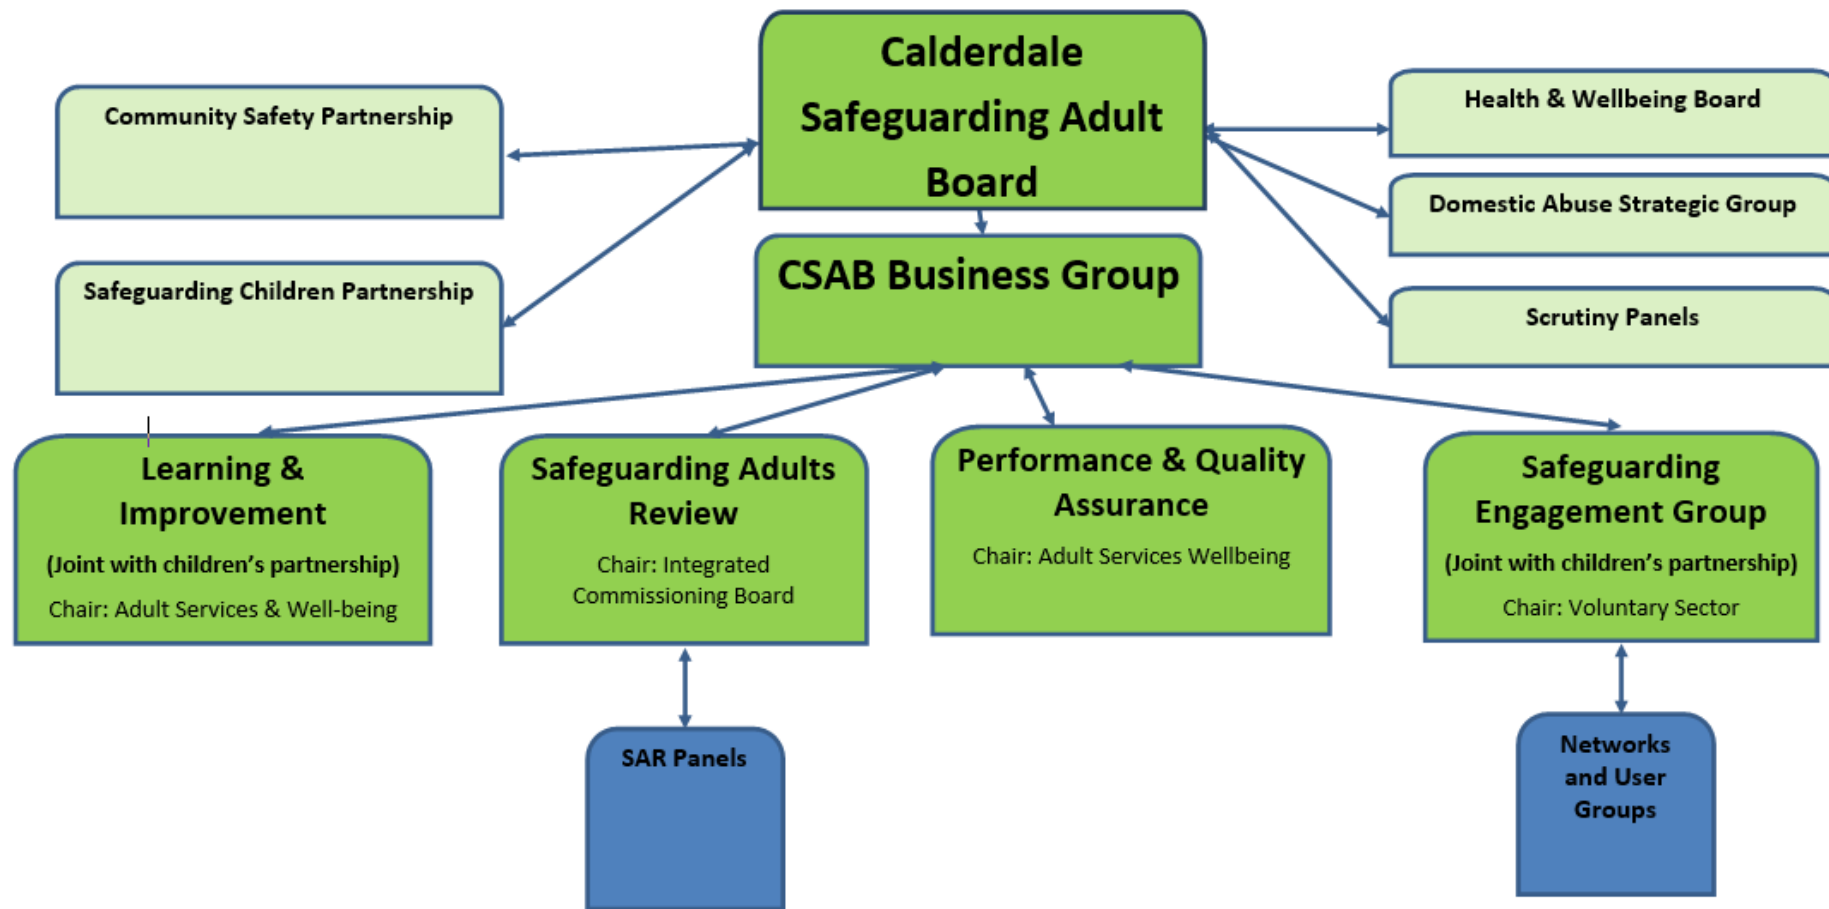 Calderdale
Safeguarding Adult
Board
Community Safety Partnership
Safeguarding Children Partnership
Health & Wellbeing Board
Domestic Abuse Strategic Group
Scrutiny Panels
CSAB Business Group
Learning &
Improvement
(Joint with children’s partnership)
Chair: Adult Services & Well-being
Safeguarding Adults
Review
Chair: Integrated
Commissioning Board
Performance & Quality
Assurance
Chair: Adult Services Wellbeing
Safeguarding
Engagement Group
(Joint with children’s partnership)
Chair: Voluntary Sector
SAR Panels
Networks
and User
Groups